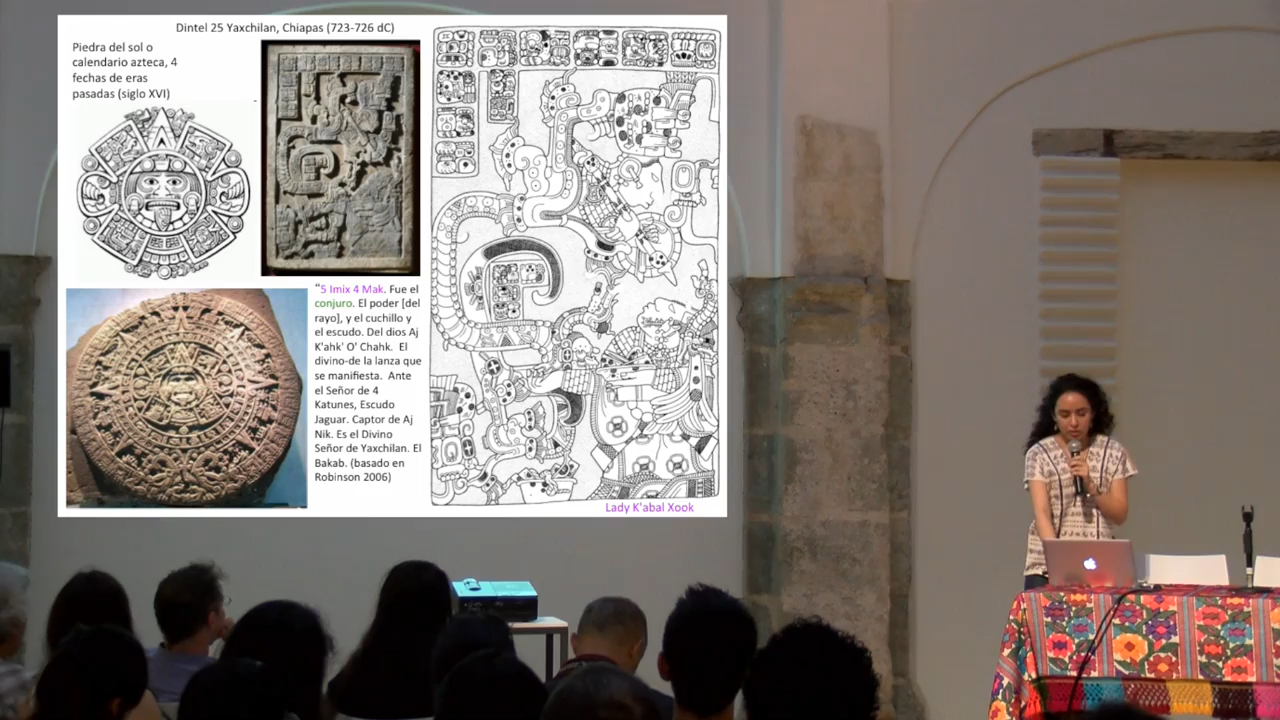 Dintel 25 Yaxchilan, Chiapas (723-726 dC)
Piedra del sol o
calendario azteca, 4
fechas de eras
pasadas (siglo XVI)
"5 Imix 4 Mak. Fue el
conjuro. El poder [del
rayo], y el cuchillo y
el escudo. Del dios Aj
K'ahk' O' Chahk. El
divino-de la lanza que
se manifiesta. Ante
el Señor de 4
Katunes, Escudo
Jaguar. Captor de Aj
Nik. Es el Divino
Señor de Yaxchilan. El
Bakab. (basado en
Robinson 2006)
Lady K'abal Xook